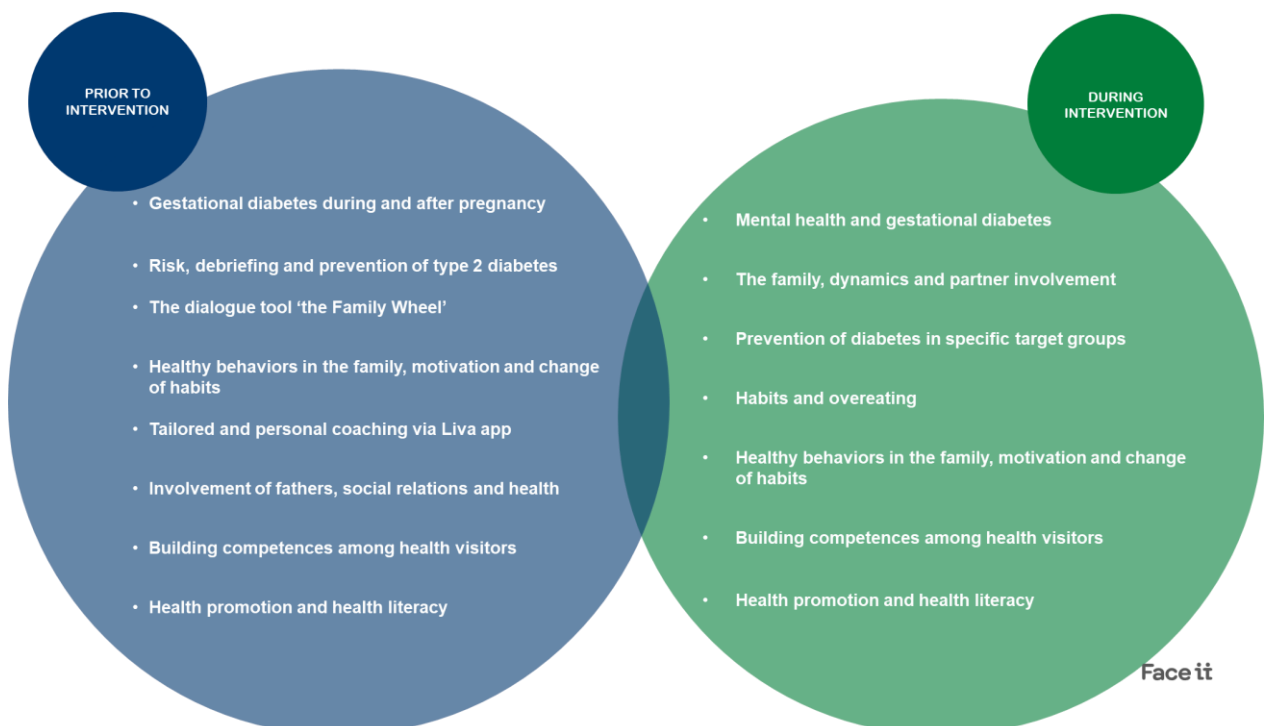 PRIOR TO
INTERVENTION
• Gestational diabetes during and after pregnancy
• Risk, debriefing and prevention of type 2 diabetes
• The dialogue tool ‘the Family Wheel’
• Healthy behaviors in the family, motivation and change
of habits
• Tailored and personal coaching via Liva app
• Involvement of fathers, social relations and health
• Building competences among health visitors
• Health promotion and health literacy
DURING
INTERVENTION
• Mental health and gestational diabetes
• The family, dynamics and partner involvement
• Prevention of diabetes in specific target groups
• Habits and overeating
• Healthy behaviors in the family, motivation and change
of habits
• Building competences among health visitors
• Health promotion and health literacy
Face it